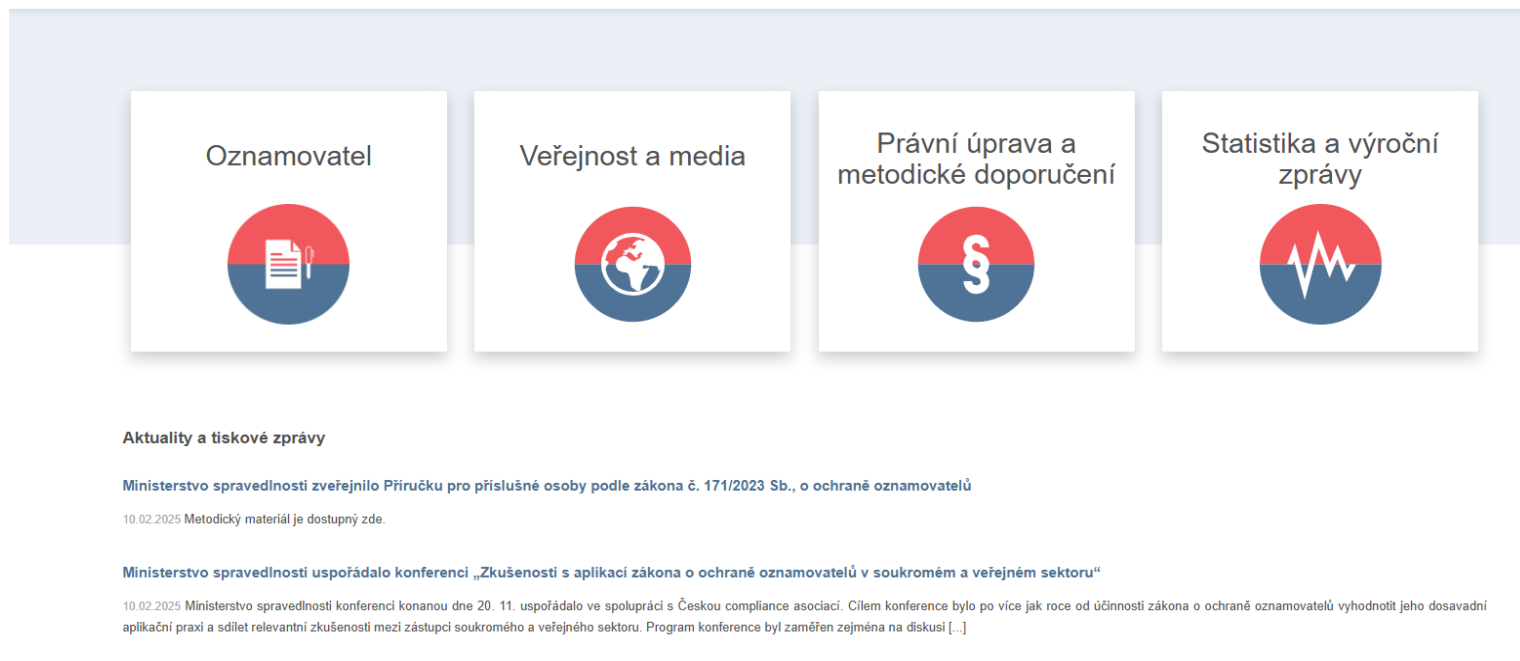 Oznamovatel
Veřejnost a media
Právní úprava a
metodické doporučení
Statistika a výroční
zprávy
§
Aktuality a tiskové zprávy
Ministerstvo spravedlnosti zveřejnilo Příručku pro příslušné osoby podle zákona č. 171/2023 Sb., o ochraně oznamovatelů
10.02.2025 Metodický materiál je dostupný zde.
Ministerstvo spravedlnosti uspořádalo konferenci „Zkušenosti s aplikací zákona o ochraně oznamovatelů v soukromém a veřejném sektoru“
10.02.2025 Ministerstvo spravedlnosti konferenci konanou dne 20. 11. uspořádalo ve spolupráci s Českou compliance asociací. Cílem konference bylo po více jak roce od účinnosti zákona o ochraně oznamovatelů vyhodnotit jeho dosavadní
aplikační praxi a sdílet relevantní zkušenosti mezi zástupci soukromého a veřejného sektoru. Program konference byl zaměřen zejména na diskusi [...]